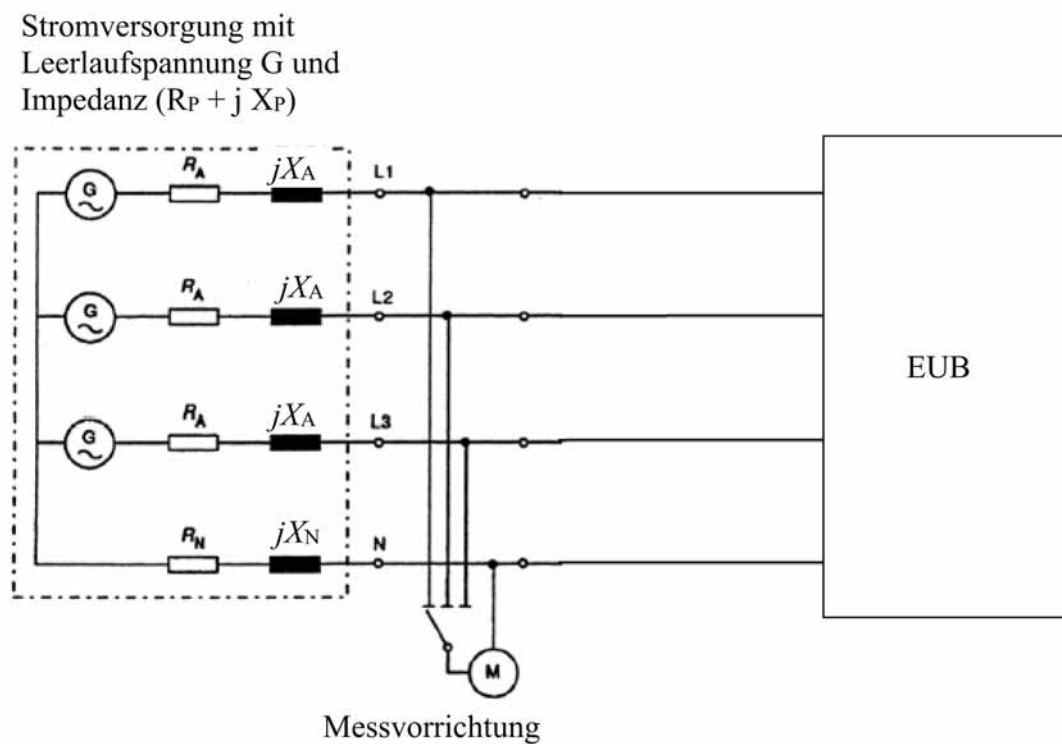 Stromversorgung mit
Leerlaufspannung G und
Impedanz (RP + j XP)
G RA jXA L1
G RA jXA L2
G RA jXA L3
RN jXN N
EUB
M
Messvorrichtung